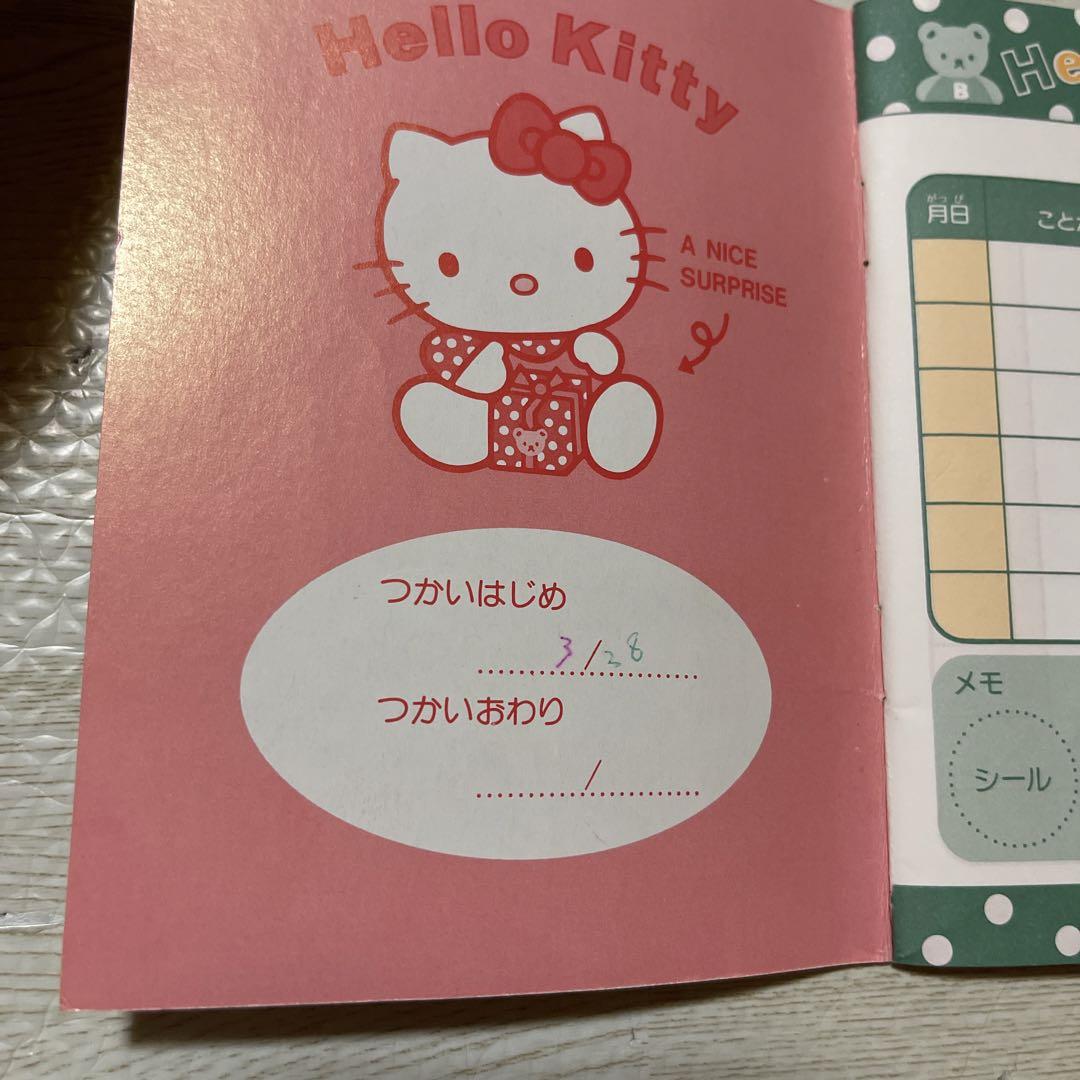 Hello Kitty
A NICE
SURPRISE
つかいはじめ
3/28
つかいおわり
/
B
He
がっぴ
月日
こと
メモ
シール